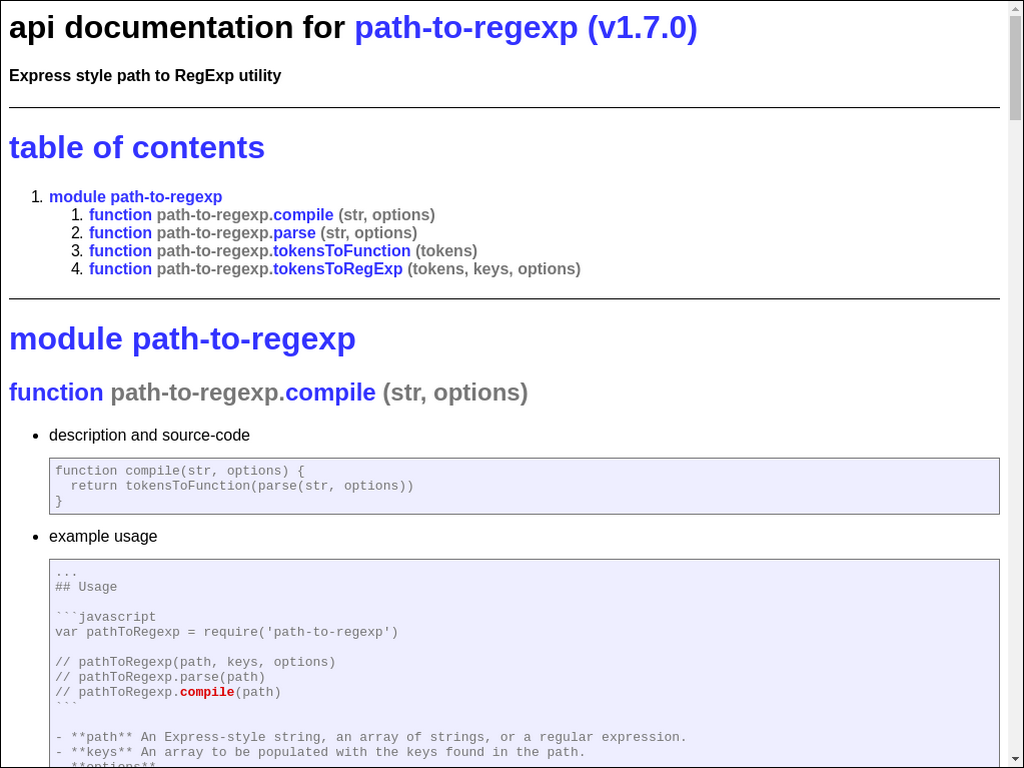 api documentation for path-to-regexp (v1.7.0)
Express style path to RegExp utility
table of contents
1. module path-to-regexp
1. function path-to-regexp.compile (str, options)
2. function path-to-regexp.parse (str, options)
3. function path-to-regexp.tokensToFunction (tokens)
4. function path-to-regexp.tokensToRegExp (tokens, keys, options)
module path-to-regexp
function path-to-regexp.compile (str, options)
• description and source-code
function compile(str, options) {
  return tokensToFunction(parse(str, options))
}
• example usage
...
## Usage
```javascript
var pathToRegexp = require('path-to-regexp')
// pathToRegexp(path, keys, options)
// pathToRegexp.parse(path)
// pathToRegexp.compile(path)
```
- **path** An Express-style string, an array of strings, or a regular expression.
- **keys** An array to be populated with the keys found in the path.
- **options**